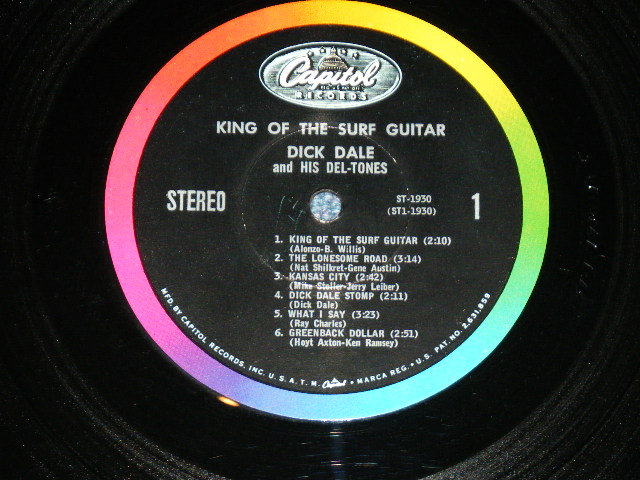 Capitol
RECORDS
KING OF THE SURF GUITAR
DICK DALE
and HIS DEL-TONES
STEREO
ST-1930
(ST1-1930)
1
1. KING OF THE SURF GUITAR (2:10)
(Alonzo-B. Willis)
2. THE LONESOME ROAD (3:14)
(Nat Shilkret-Gene Austin)
3. KANSAS CITY (2:42)
(Mike Stoller-Jerry Leiber)
4. DICK DALE STOMP (2:11)
(Dick Dale)
5. WHAT I SAY (3:23)
(Ray Charles)
6. GREENBACK DOLLAR (2:51)
(Hoyt Axton-Ken Ramsey)
MFD. BY CAPITOL RECORDS, INC. U. S. A. T. M. Capitol • MARCA REG. • U. S. PAT. NO. 2,631,859